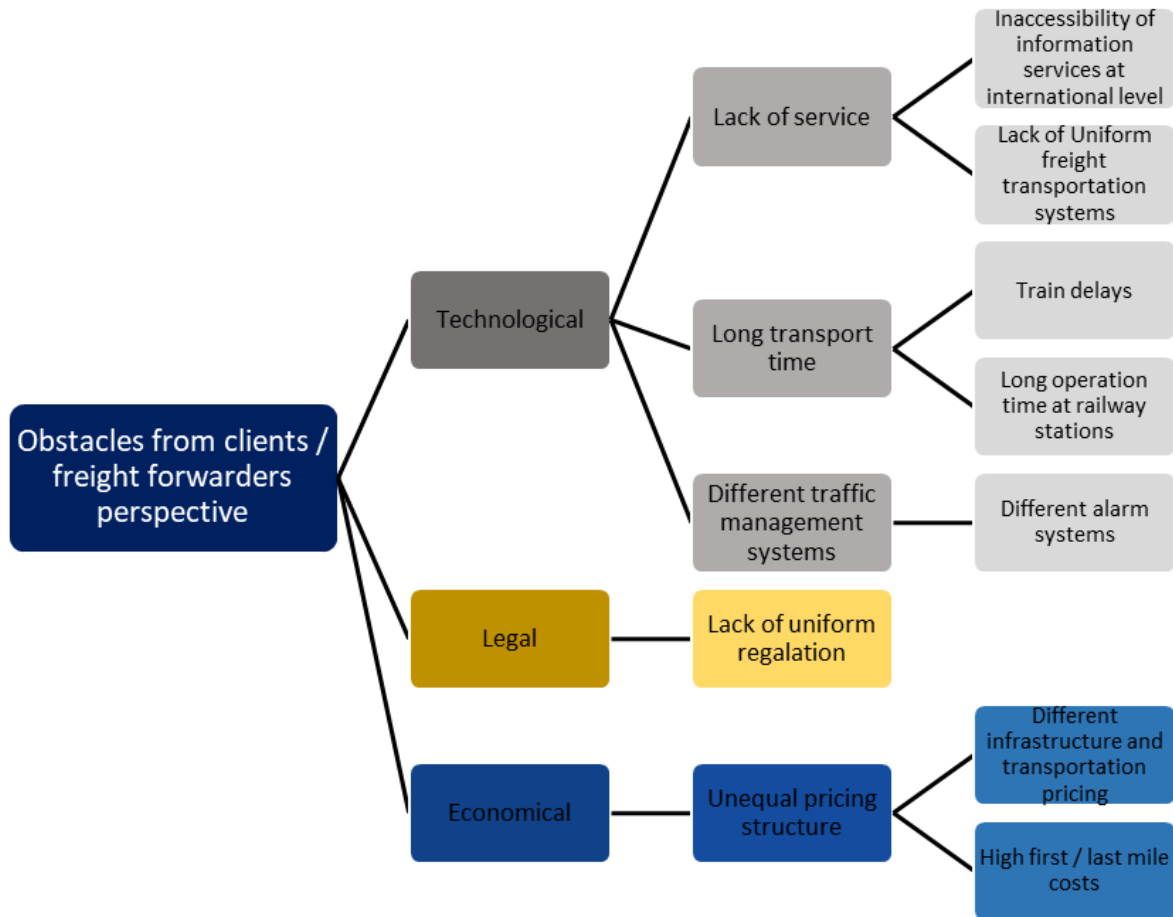 Obstacles from clients /
freight forwarders
perspective
Technological
Lack of service
Inaccessibility of
information
services at
international level
Lack of Uniform
freight
transportation
systems
Long transport
time
Train delays
Long operation
time at railway
stations
Different traffic
management
systems
Different alarm
systems
Legal
Lack of uniform
regalation
Economical
Unequal pricing
structure
Different
infrastructure and
transportation
pricing
High first / last mile
costs